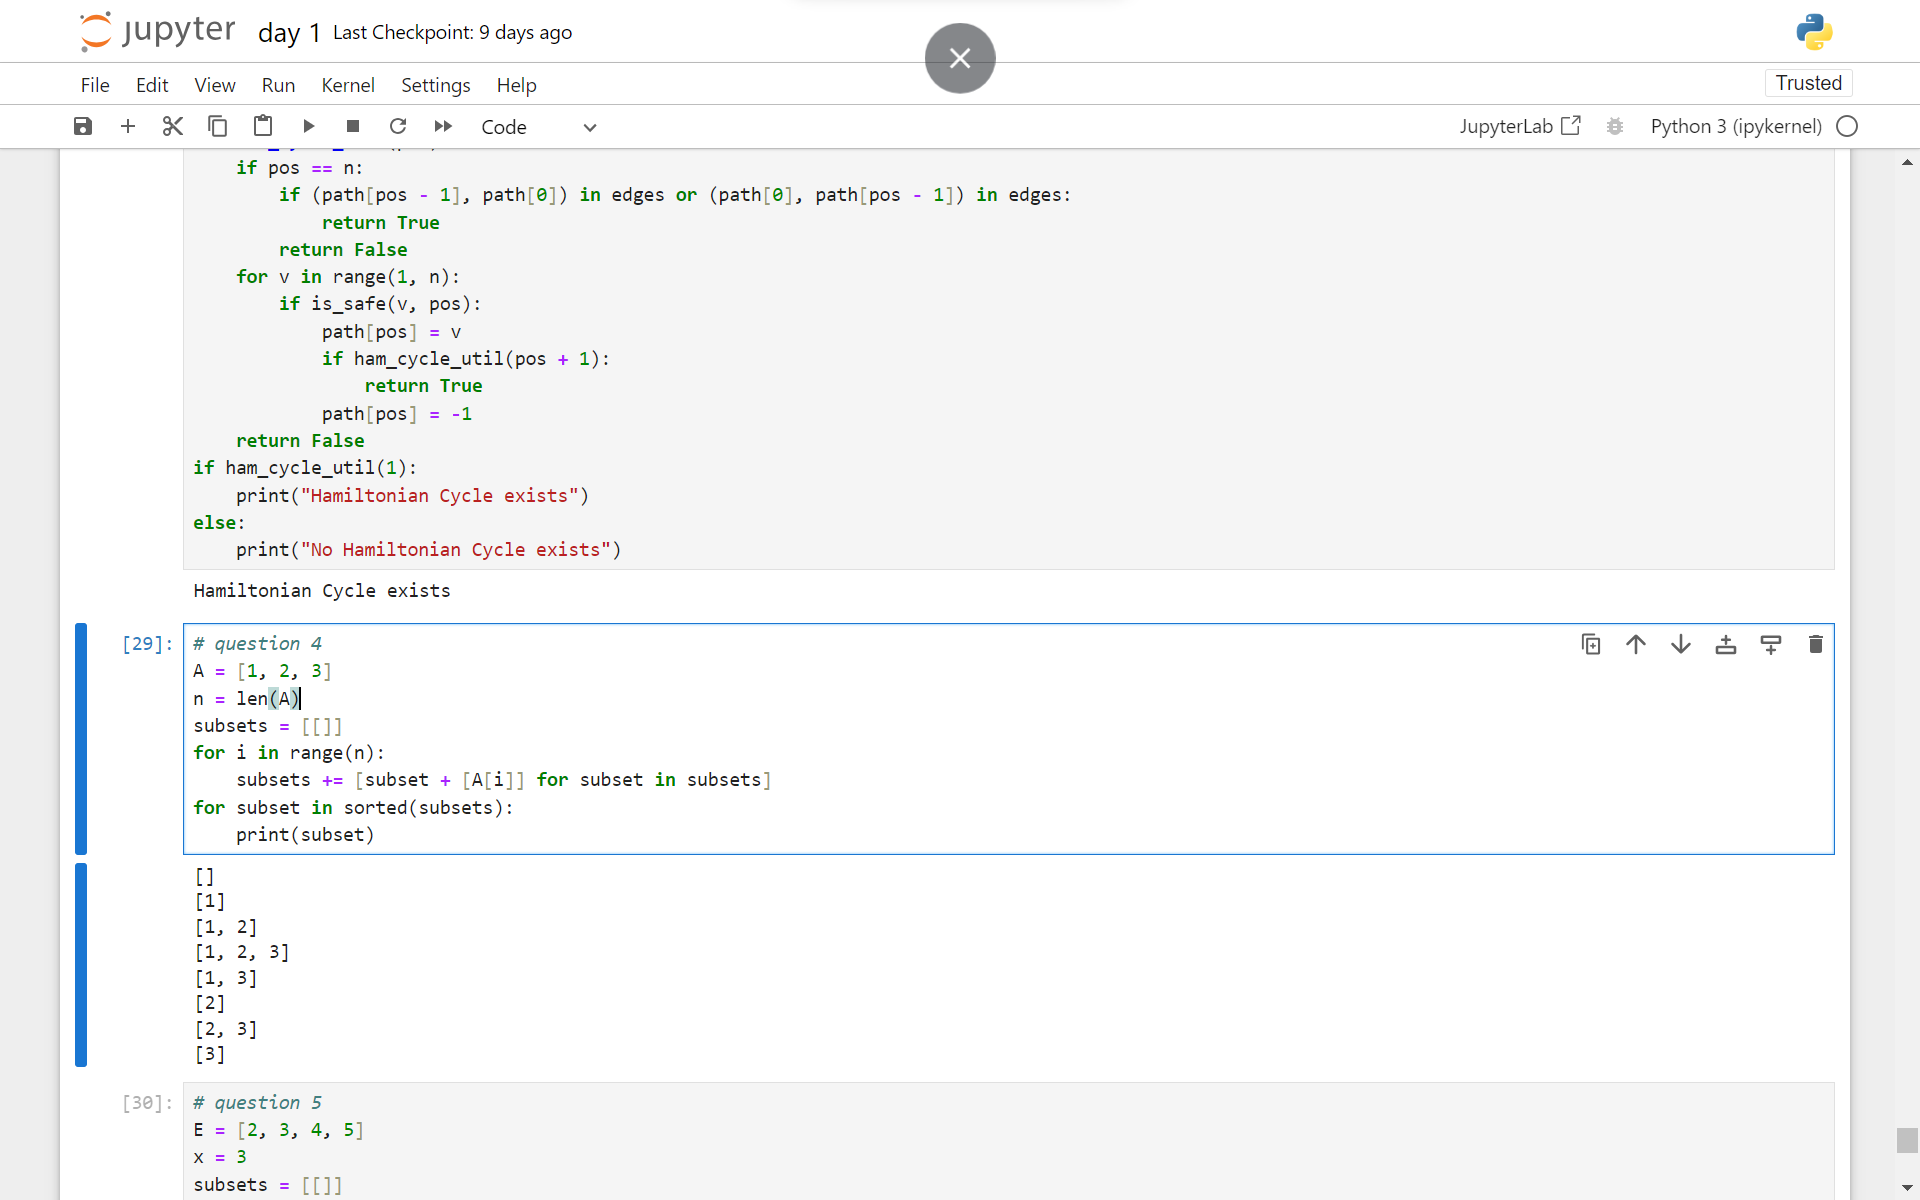 jupyter day 1 Last Checkpoint: 9 days ago
File Edit View Run Kernel Settings Help Trusted
Code JupyterLab Python 3 (ipykernel)
    if pos == n:
        if (path[pos - 1], path[0]) in edges or (path[0], path[pos - 1]) in edges:
            return True
        return False
    for v in range(1, n):
        if is_safe(v, pos):
            path[pos] = v
            if ham_cycle_util(pos + 1):
                return True
            path[pos] = -1
    return False
if ham_cycle_util(1):
    print("Hamiltonian Cycle exists")
else:
    print("No Hamiltonian Cycle exists")
Hamiltonian Cycle exists
[29]: # question 4
A = [1, 2, 3]
n = len(A)
subsets = [[]]
for i in range(n):
    subsets += [subset + [A[i]] for subset in subsets]
for subset in sorted(subsets):
    print(subset)
[]
[1]
[1, 2]
[1, 2, 3]
[1, 3]
[2]
[2, 3]
[3]
[30]: # question 5
E = [2, 3, 4, 5]
x = 3
subsets = [[]]